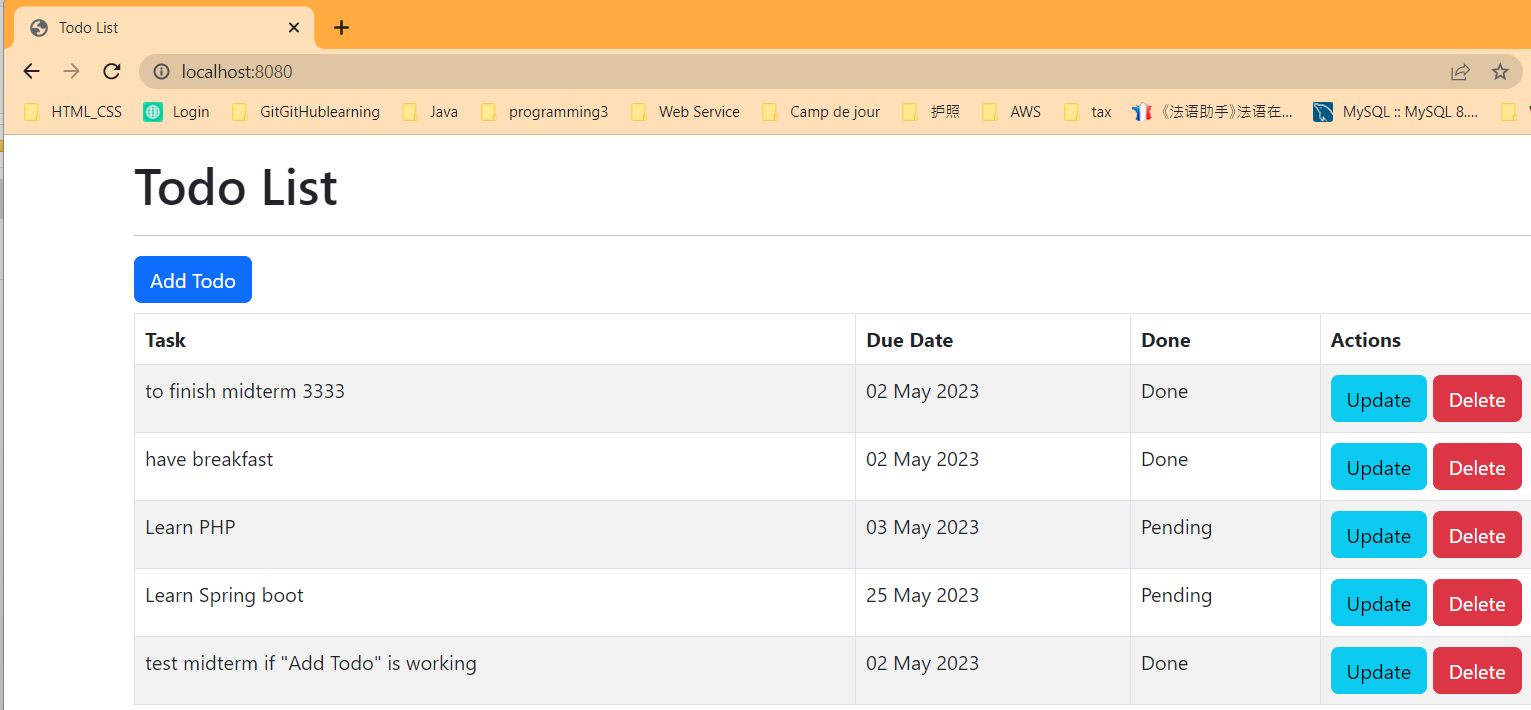 Todo List
localhost:8080
HTML_CSS Login GitGitHublearning Java programming3 Web Service Camp de jour 护照 AWS tax 《法语助手》法语在... MySQL :: MySQL 8....
Todo List
Add Todo
Task Due Date Done Actions
to finish midterm 3333 02 May 2023 Done Update Delete
have breakfast 02 May 2023 Done Update Delete
Learn PHP 03 May 2023 Pending Update Delete
Learn Spring boot 25 May 2023 Pending Update Delete
test midterm if "Add Todo" is working 02 May 2023 Done Update Delete